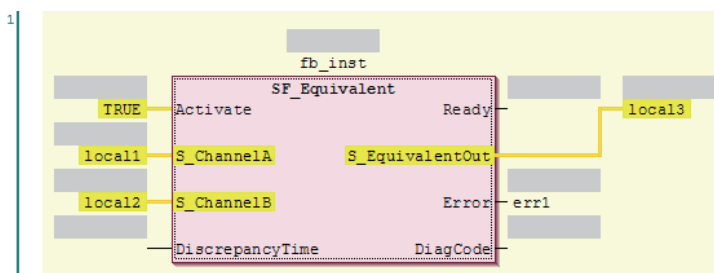 1
fb_inst
SF_Equivalent
TRUE Activate Ready local3
local1 S_ChannelA S_EquivalentOut
local2 S_ChannelB Error err1
DiscrepancyTime DiagCode